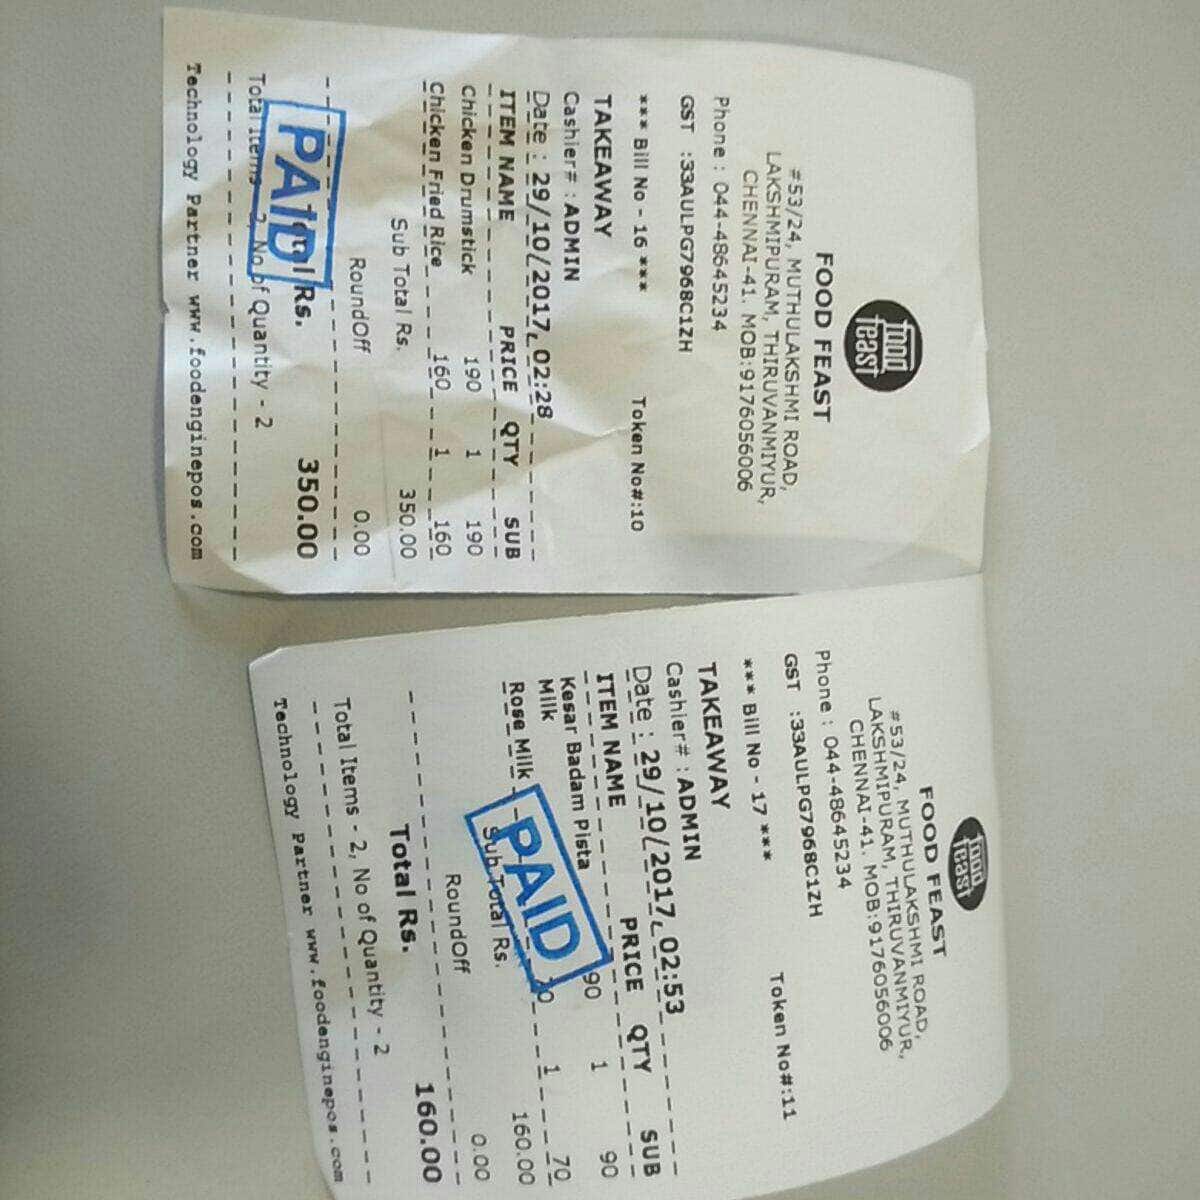 food
feast
FOOD FEAST
#53/24, MUTHULAKSHMI ROAD,
LAKSHMIPURAM, THIRUVANMIYUR,
CHENNAI-41. MOB:9176056006
Phone : 044-48645234
GST :33AULPG7968C1ZH
*** Bill No - 16 *** Token No#:10
TAKEAWAY
Cashier# : ADMIN
Date : 29/10/2017, 02:28
ITEM NAME PRICE QTY SUB
Chicken Drumstick 190 1 190
Chicken Fried Rice 160 1 160
Sub Total Rs. 350.00
RoundOff 0.00
Total Rs. 350.00
PAID
Total Items - 2, No of Quantity - 2
Technology Partner www.foodenginepos.com
food
feast
FOOD FEAST
#53/24, MUTHULAKSHMI ROAD,
LAKSHMIPURAM, THIRUVANMIYUR,
CHENNAI-41. MOB:9176056006
Phone : 044-48645234
GST :33AULPG7968C1ZH
*** Bill No - 17 *** Token No#:11
TAKEAWAY
Cashier# : ADMIN
Date : 29/10/2017, 02:53
ITEM NAME PRICE QTY SUB
Kesar Badam Pista 90 1 90
Milk
Rose Milk 70 1 70
PAID
Sub Total Rs. 160.00
RoundOff 0.00
Total Rs. 160.00
Total Items - 2, No of Quantity - 2
Technology Partner www.foodenginepos.com